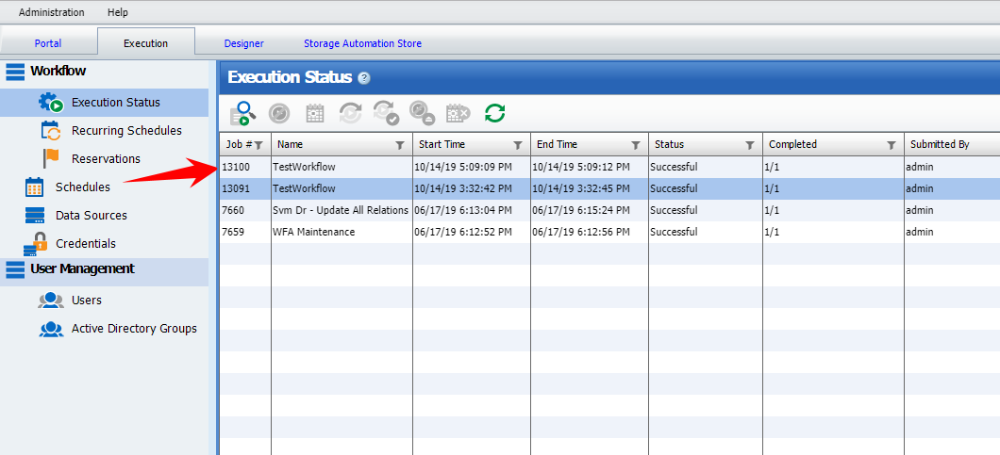 Administration Help
Portal Execution Designer Storage Automation Store
Workflow
Execution Status
Recurring Schedules
Reservations
Schedules
Data Sources
Credentials
User Management
Users
Active Directory Groups
Execution Status ?
Job # Name Start Time End Time Status Completed Submitted By
13100 TestWorkflow 10/14/19 5:09:09 PM 10/14/19 5:09:12 PM Successful 1/1 admin
13091 TestWorkflow 10/14/19 3:32:42 PM 10/14/19 3:32:45 PM Successful 1/1 admin
7660 Svm Dr - Update All Relations 06/17/19 6:13:04 PM 06/17/19 6:15:24 PM Successful 1/1 admin
7659 WFA Maintenance 06/17/19 6:12:52 PM 06/17/19 6:12:56 PM Successful 1/1 admin